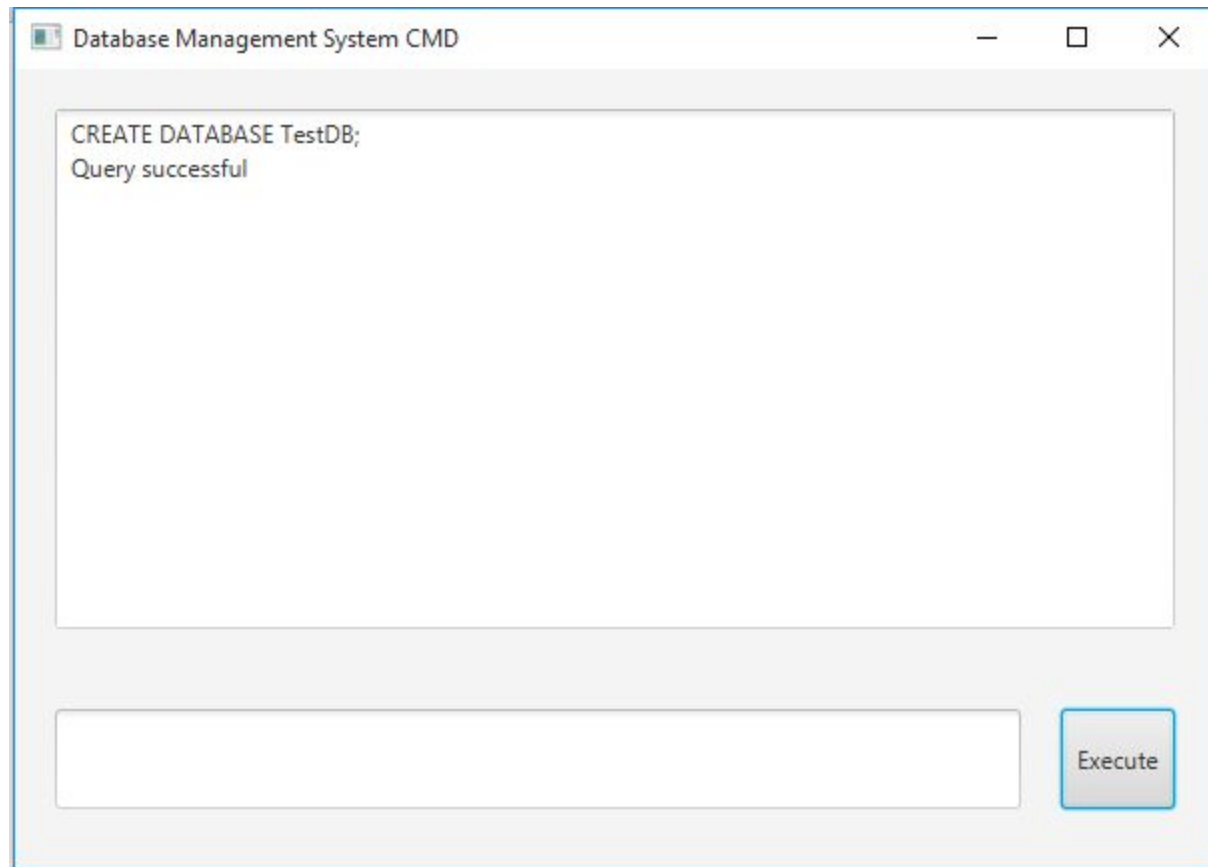 Database Management System CMD
CREATE DATABASE TestDB;
Query successful
Execute